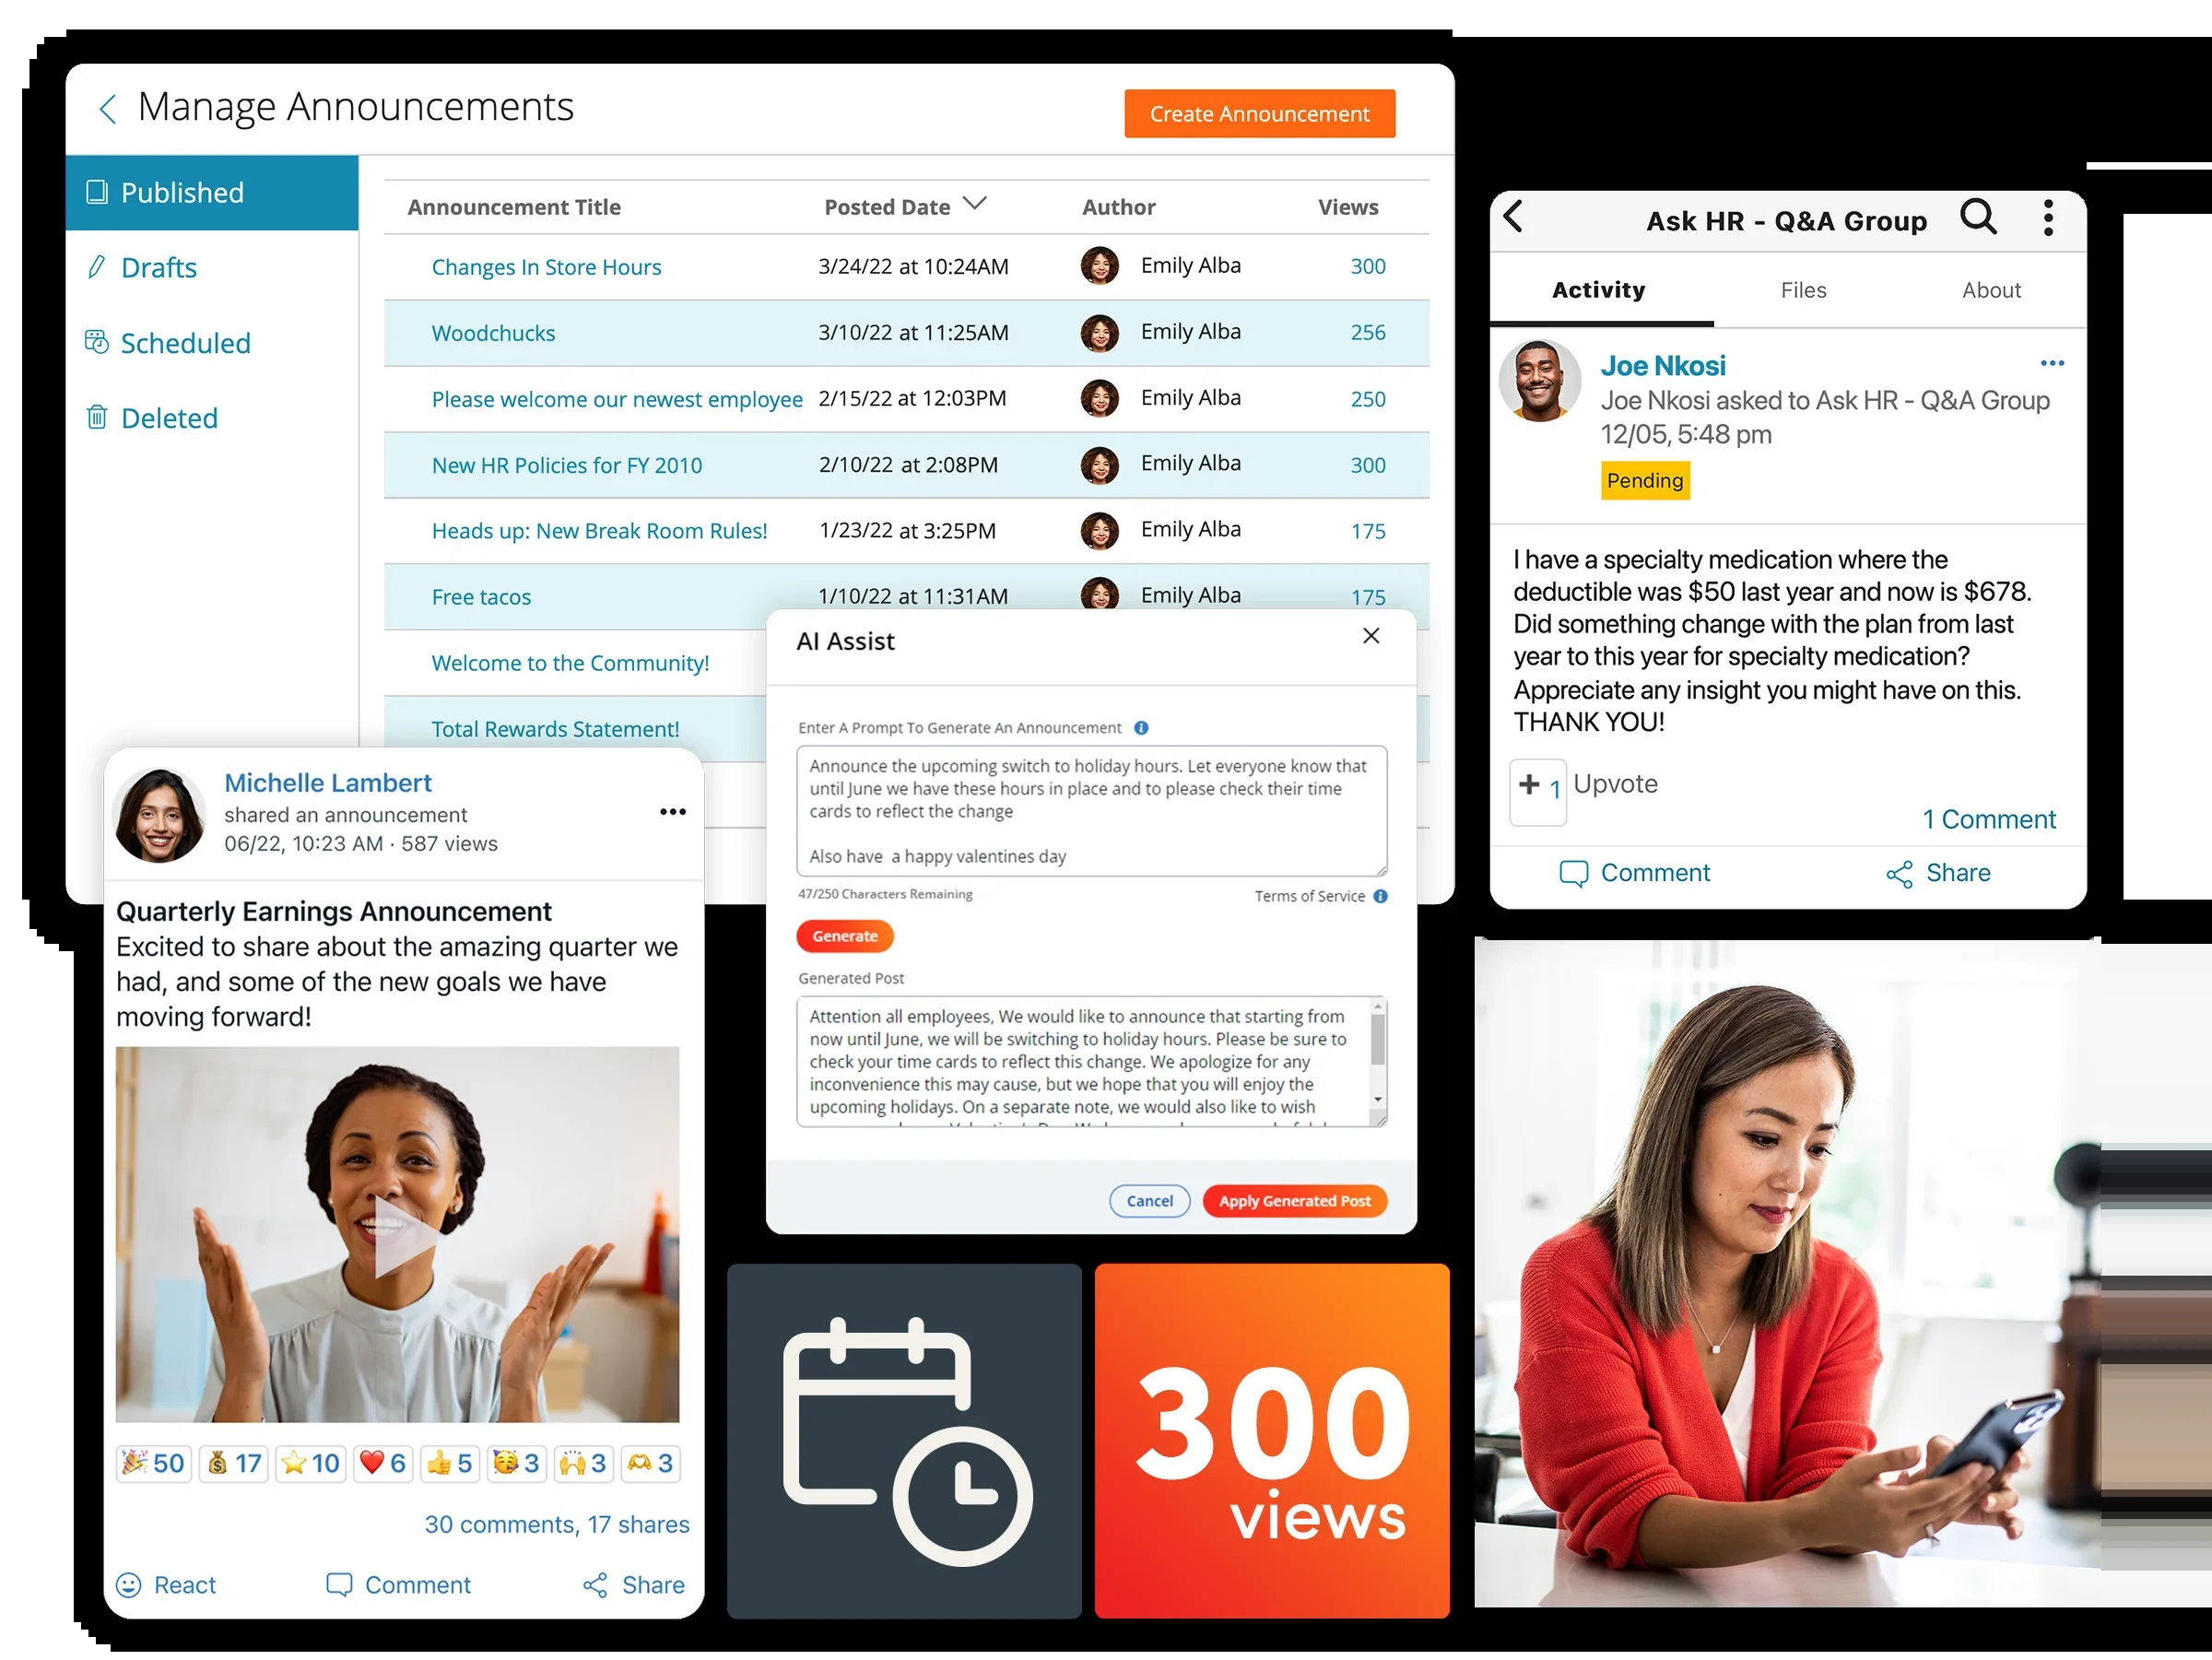 Manage Announcements
Create Announcement
Published
Drafts
Scheduled
Deleted
Announcement Title Posted Date Author Views
Changes In Store Hours 3/24/22 at 10:24AM Emily Alba 300
Woodchucks 3/10/22 at 11:25AM Emily Alba 256
Please welcome our newest employee 2/15/22 at 12:03PM Emily Alba 250
New HR Policies for FY 2010 2/10/22 at 2:08PM Emily Alba 300
Heads up: New Break Room Rules! 1/23/22 at 3:25PM Emily Alba 175
Free tacos 1/10/22 at 11:31AM Emily Alba 175
Welcome to the Community!
Total Rewards Statement!
Ask HR - Q&A Group
Activity Files About
Joe Nkosi
Joe Nkosi asked to Ask HR - Q&A Group
12/05, 5:48 pm
Pending
I have a specialty medication where the
deductible was $50 last year and now is $678.
Did something change with the plan from last
year to this year for specialty medication?
Appreciate any insight you might have on this.
THANK YOU!
+ 1 Upvote
1 Comment
Comment Share
AI Assist
Enter A Prompt To Generate An Announcement
Announce the upcoming switch to holiday hours. Let everyone know that
until June we have these hours in place and to please check their time
cards to reflect the change
Also have a happy valentines day
47/250 Characters Remaining
Terms of Service
Generate
Generated Post
Attention all employees, We would like to announce that starting from
now until June, we will be switching to holiday hours. Please be sure to
check your time cards to reflect this change. We apologize for any
inconvenience this may cause, but we hope that you will enjoy the
upcoming holidays. On a separate note, we would also like to wish
Cancel Apply Generated Post
Michelle Lambert
shared an announcement
06/22, 10:23 AM · 587 views
Quarterly Earnings Announcement
Excited to share about the amazing quarter we
had, and some of the new goals we have
moving forward!
50 17 10 6 5 3 3 3
30 comments, 17 shares
React Comment Share
300
views